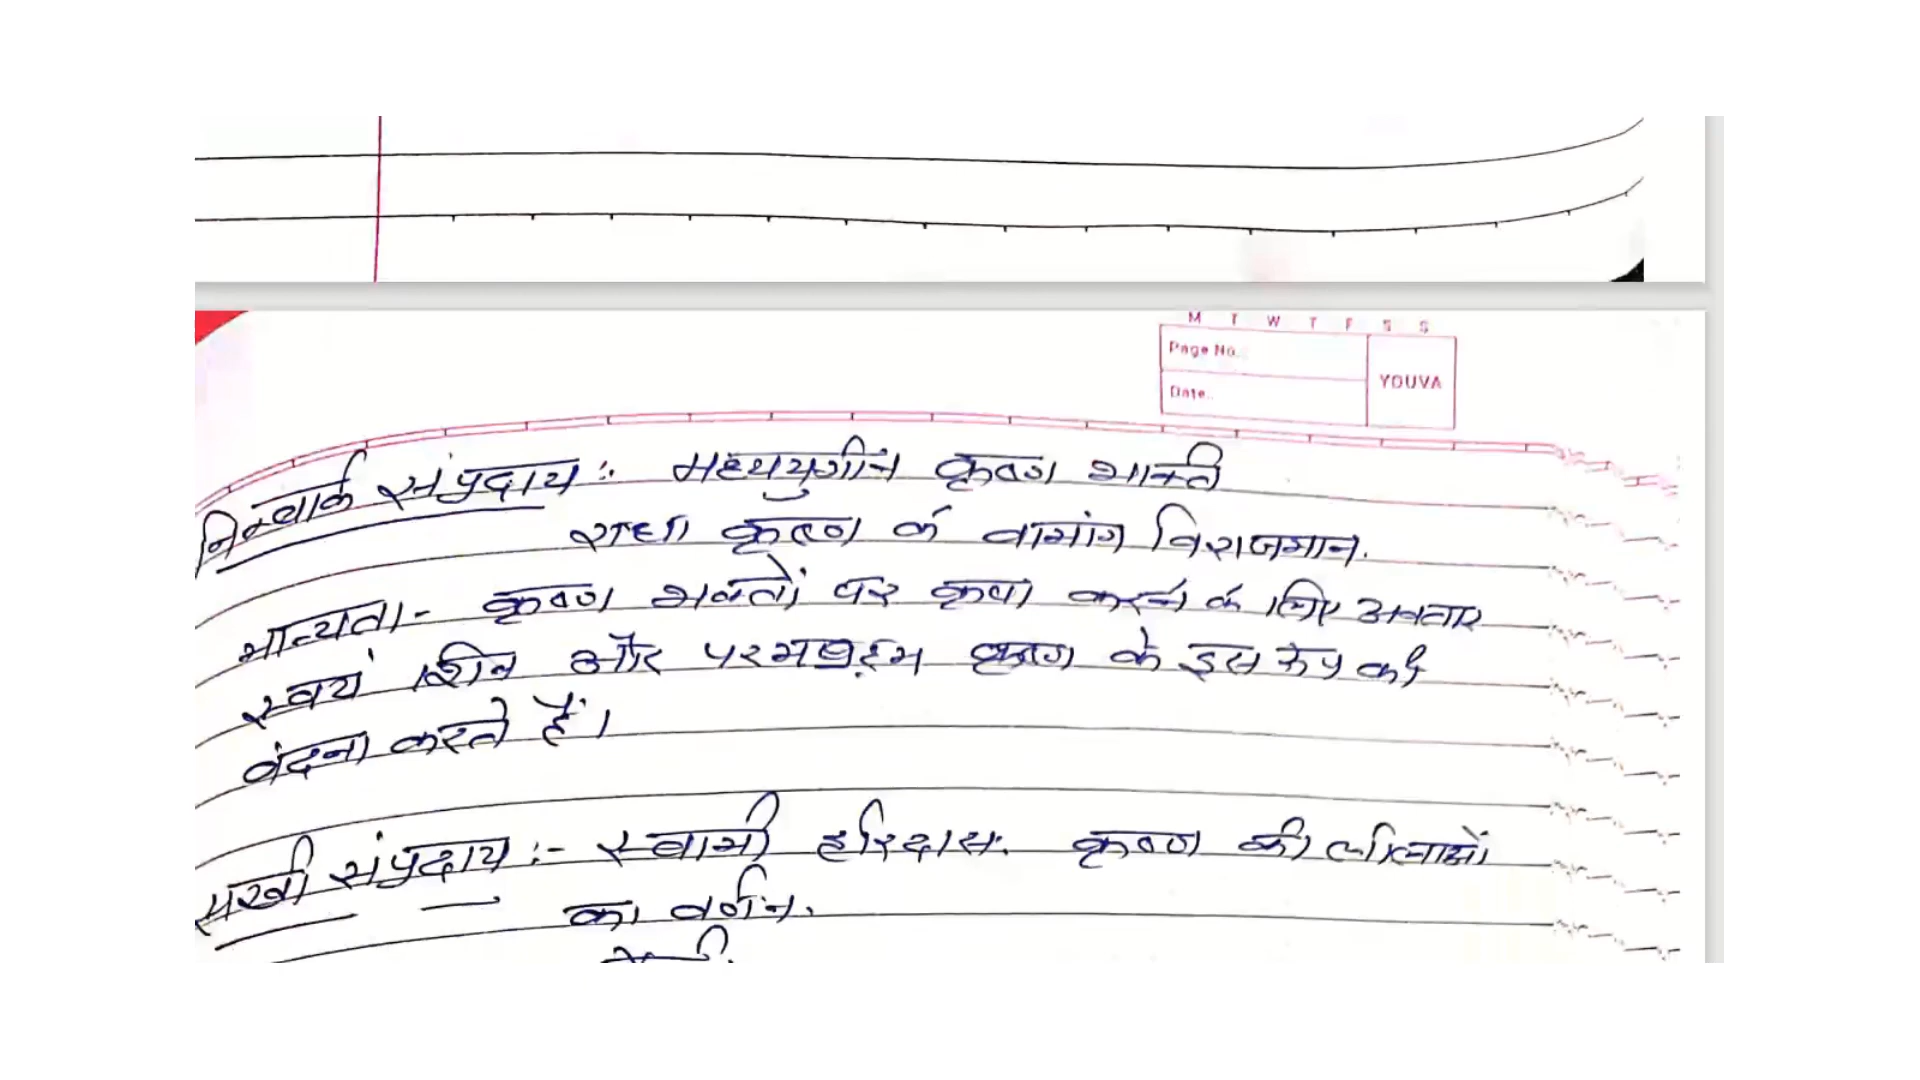 M T W T F S S
Page No.
YOUVA
Date.
निम्बार्क संप्रदाय :. मध्ययुगीन कृष्ण भक्ति
राधा कृष्ण के वामांग विराजमान.
मान्यता - कृष्ण भक्तों पर कृपा करने के लिए अवतार
स्वयं शिव और परमब्रह्म कृष्ण के इस रूप की
वंदना करते हैं।
सखी संप्रदाय :- स्वामी हरिदास. कृष्ण की लीलाओं
का वर्णन.